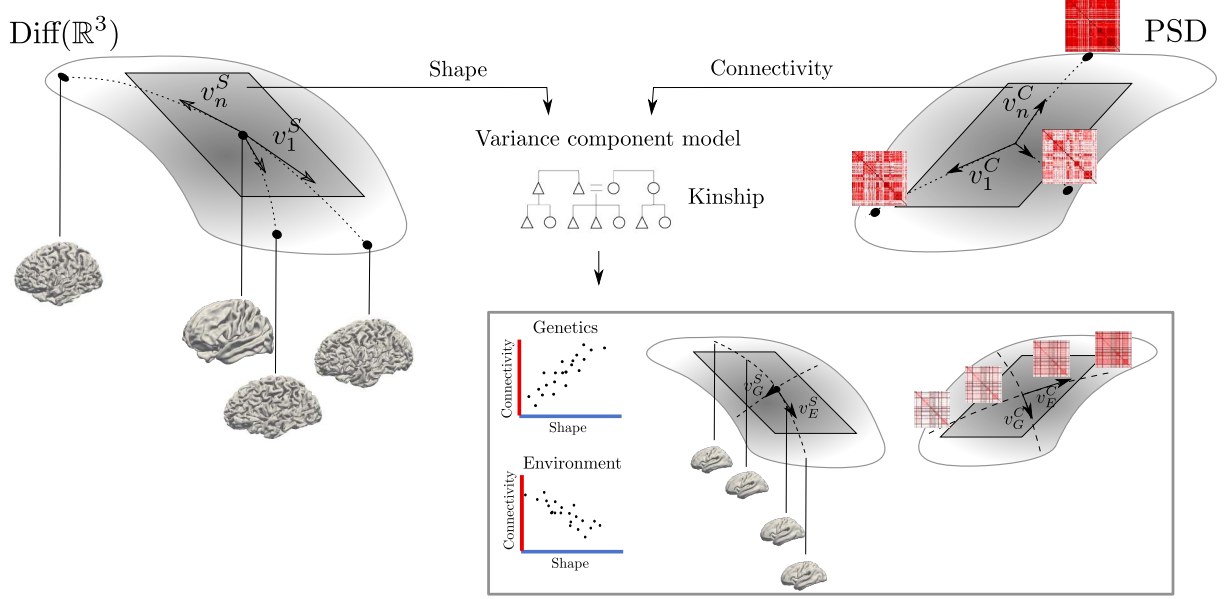 Diff(ℝ³)
PSD
Shape
Connectivity
v_n^S
v_1^S
v_n^C
v_1^C
Variance component model
Kinship
Genetics
Connectivity
Shape
Environment
Connectivity
Shape
v_G^S
v_E^S
v_E^C
v_G^C